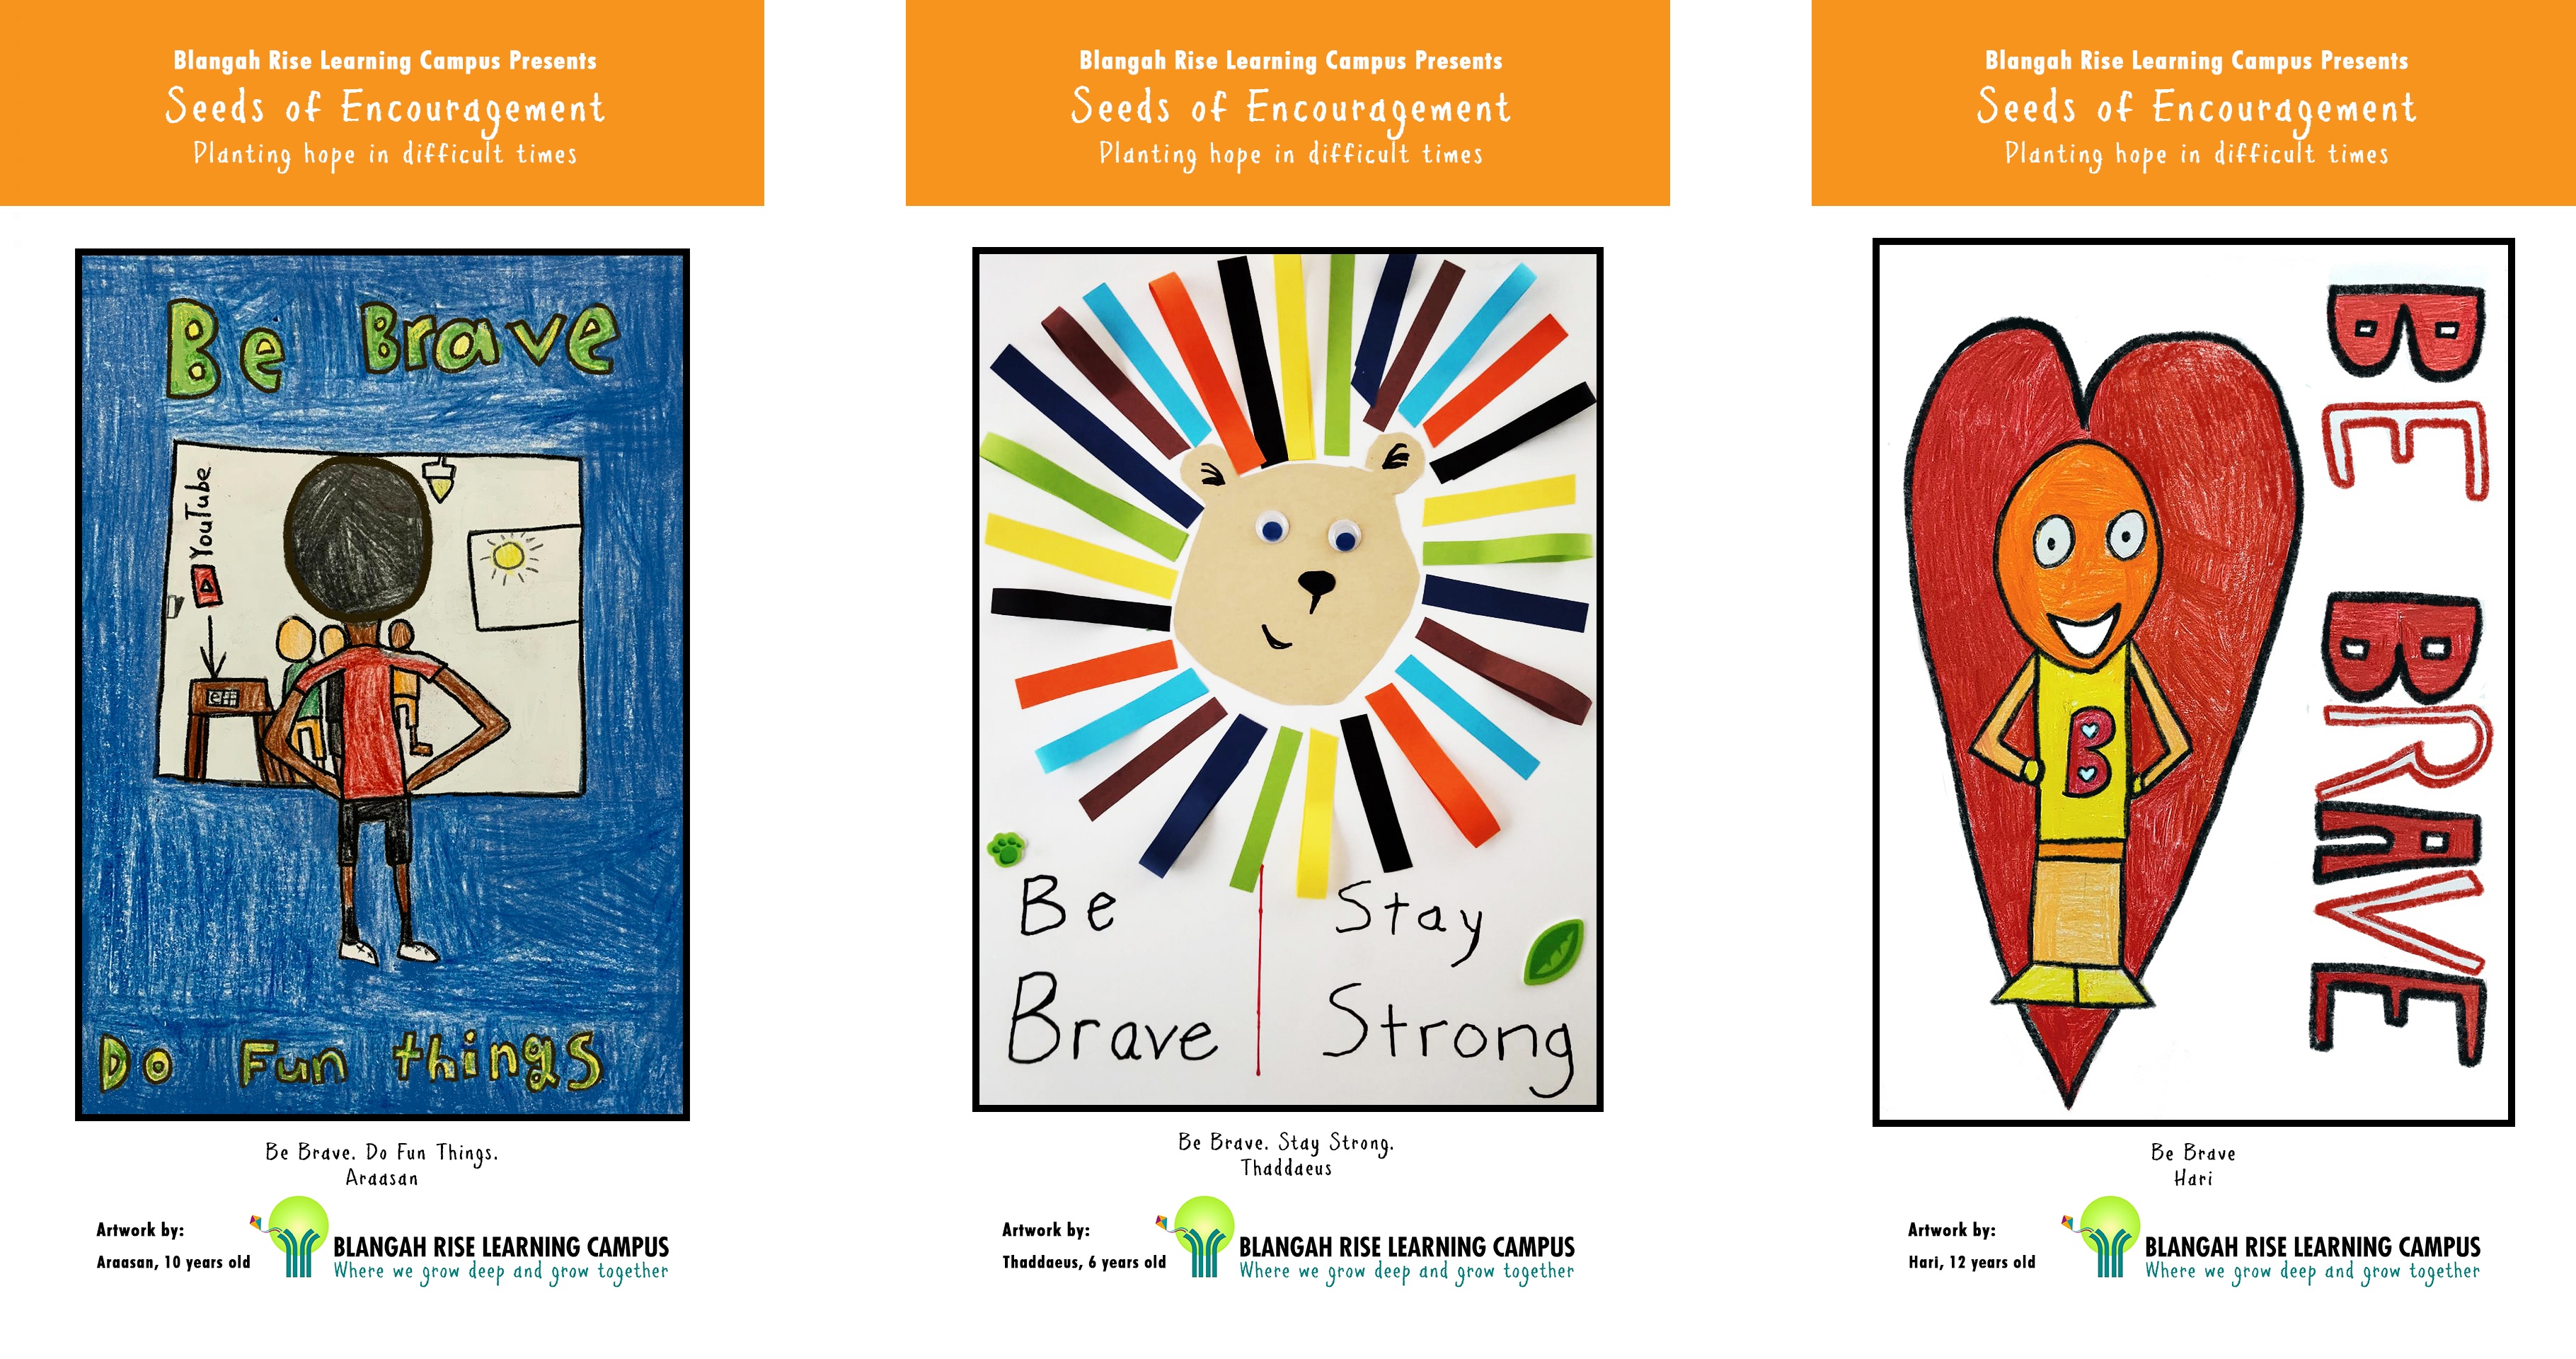 Blangah Rise Learning Campus Presents
Seeds of Encouragement
Planting hope in difficult times
Be Brave
YouTube
Do Fun things
Be Brave. Do Fun Things.
Araasan
Artwork by:
Araasan, 10 years old
BLANGAH RISE LEARNING CAMPUS
Where we grow deep and grow together
Blangah Rise Learning Campus Presents
Seeds of Encouragement
Planting hope in difficult times
Be
Brave
Stay
Strong
Be Brave. Stay Strong.
Thaddaeus
Artwork by:
Thaddaeus, 6 years old
BLANGAH RISE LEARNING CAMPUS
Where we grow deep and grow together
Blangah Rise Learning Campus Presents
Seeds of Encouragement
Planting hope in difficult times
BE BRAVE
B
Be Brave
Hari
Artwork by:
Hari, 12 years old
BLANGAH RISE LEARNING CAMPUS
Where we grow deep and grow together